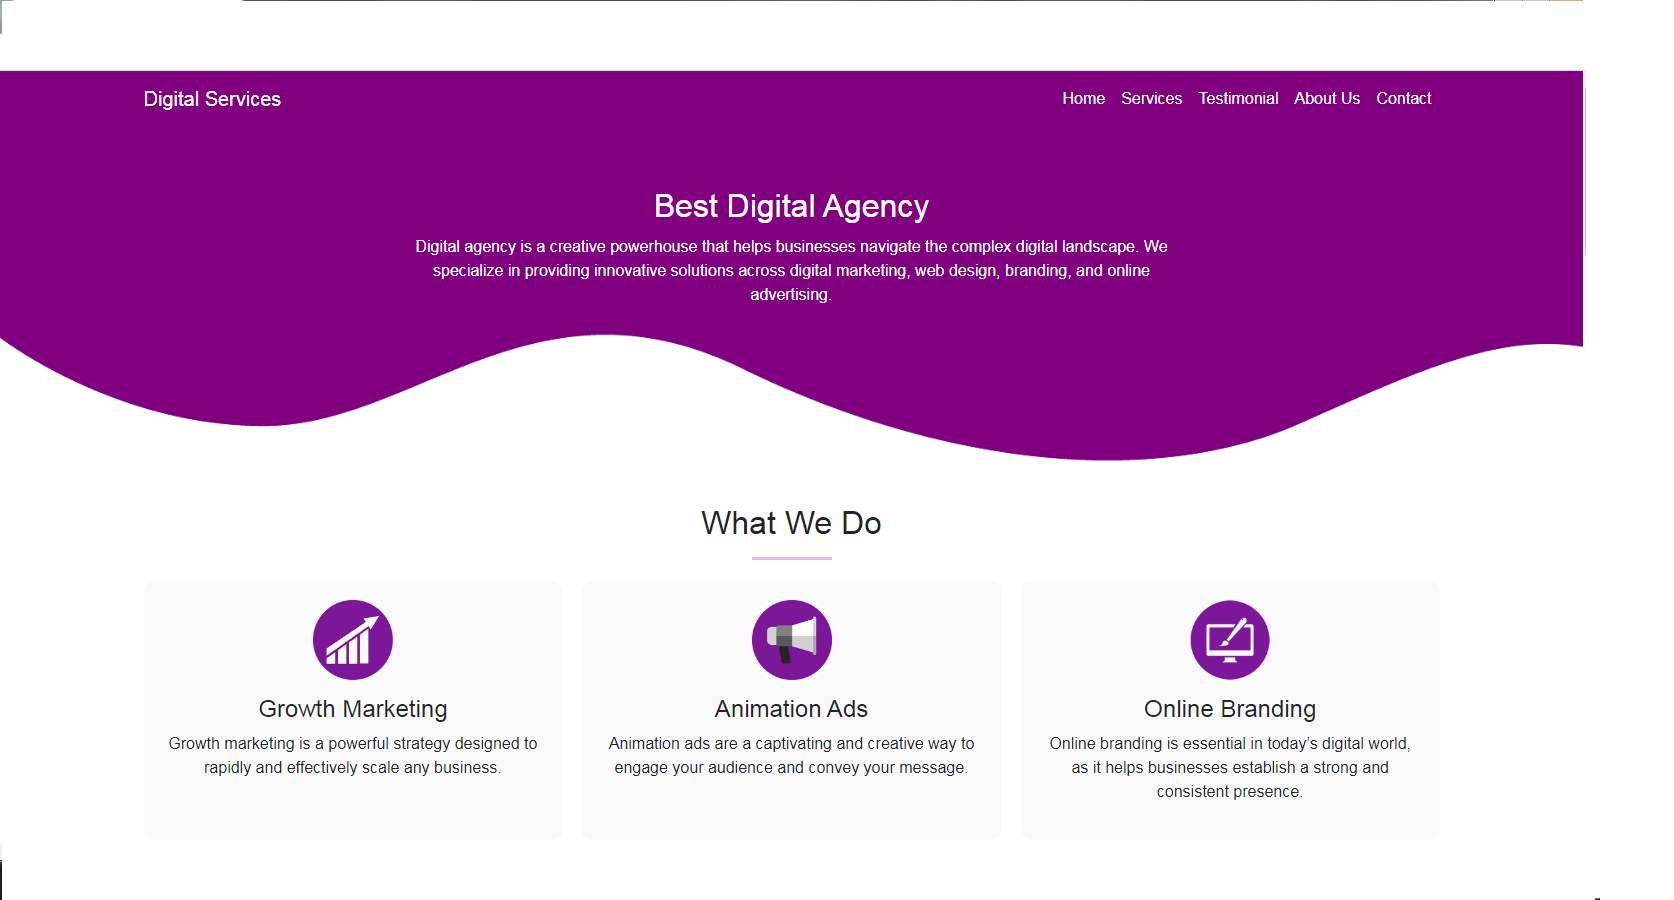 Digital Services
Home Services Testimonial About Us Contact
Best Digital Agency
Digital agency is a creative powerhouse that helps businesses navigate the complex digital landscape. We
specialize in providing innovative solutions across digital marketing, web design, branding, and online
advertising.
What We Do
Growth Marketing
Growth marketing is a powerful strategy designed to
rapidly and effectively scale any business.
Animation Ads
Animation ads are a captivating and creative way to
engage your audience and convey your message.
Online Branding
Online branding is essential in today’s digital world,
as it helps businesses establish a strong and
consistent presence.